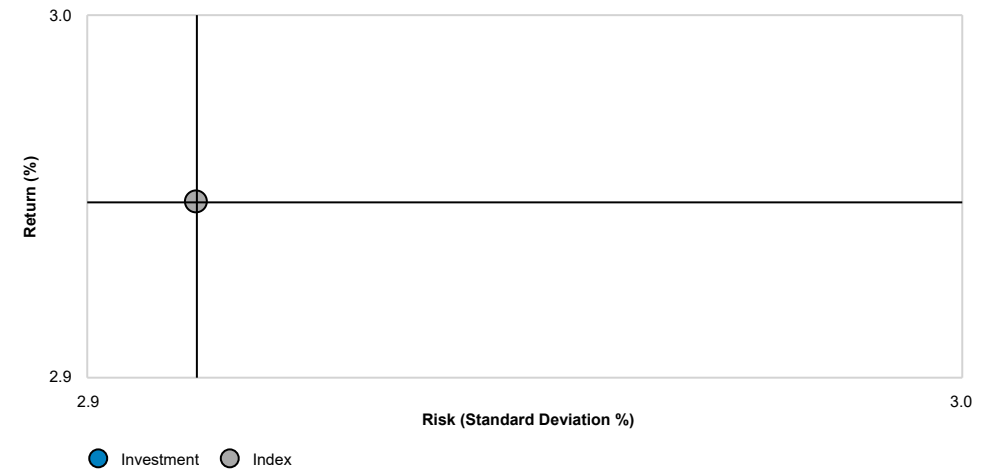 3.0
Return (%)
2.9
2.9
3.0
Risk (Standard Deviation %)
Investment
Index